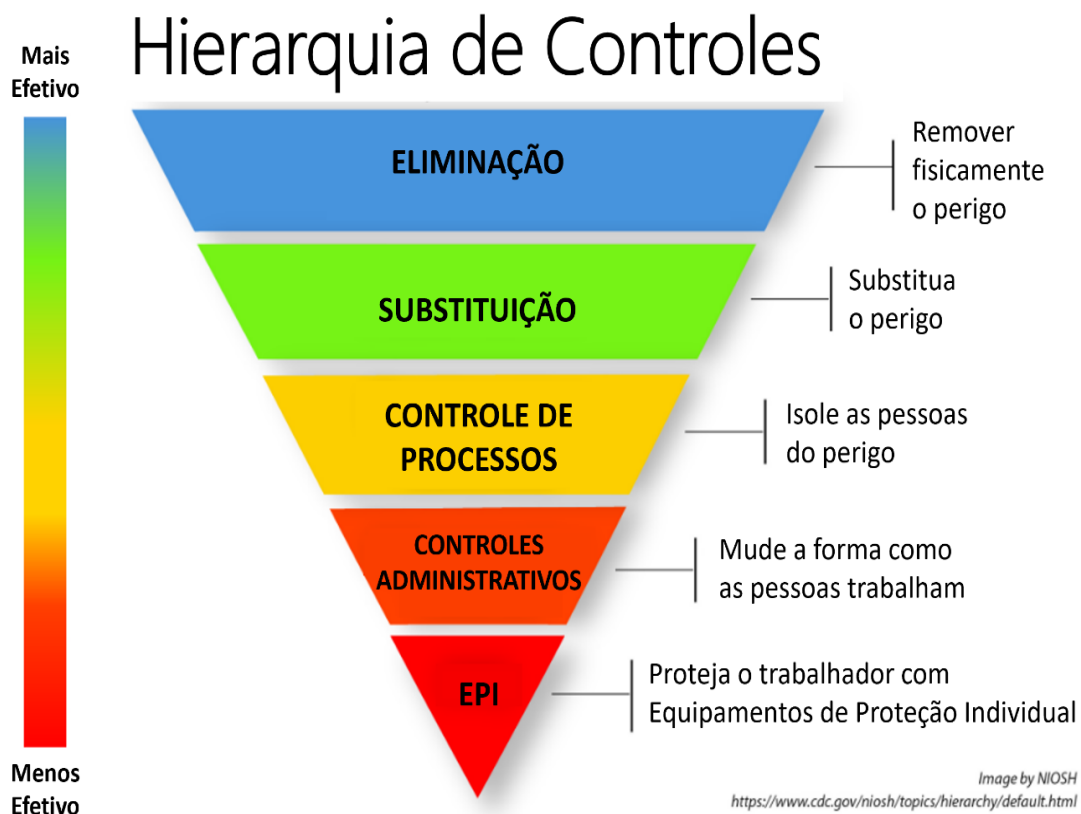 Hierarquia de Controles
Mais
Efetivo
ELIMINAÇÃO
Remover
fisicamente
o perigo
SUBSTITUIÇÃO
Substitua
o perigo
CONTROLE DE
PROCESSOS
Isole as pessoas
do perigo
CONTROLES
ADMINISTRATIVOS
Mude a forma como
as pessoas trabalham
EPI
Proteja o trabalhador com
Equipamentos de Proteção Individual
Menos
Efetivo
Image by NIOSH
https://www.cdc.gov/niosh/topics/hierarchy/default.html